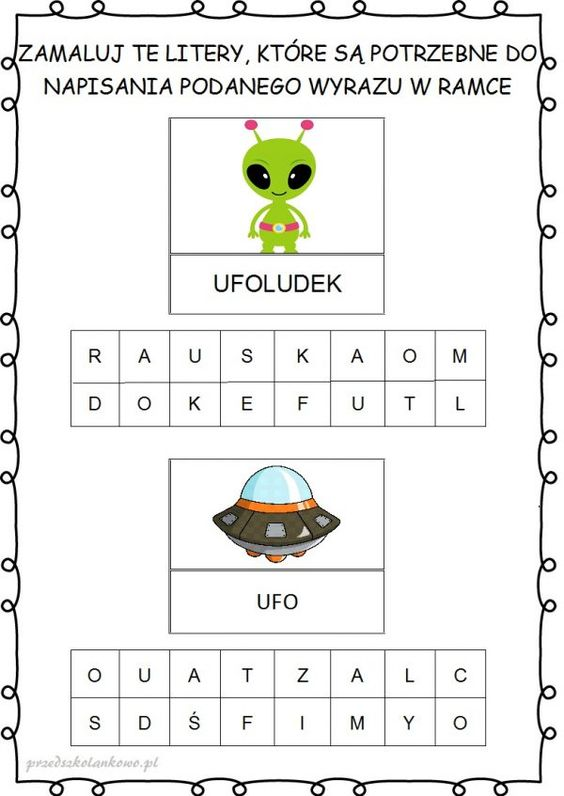 ZAMALUJ TE LITERY, KTÓRE SĄ POTRZEBNE DO
NAPISANIA PODANEGO WYRAZU W RAMCE
UFOLUDEK
R A U S K A O M
D O K E F U T L
UFO
O U A T Z A L C
S D Ś F I M Y O
przedszkolankowo.pl